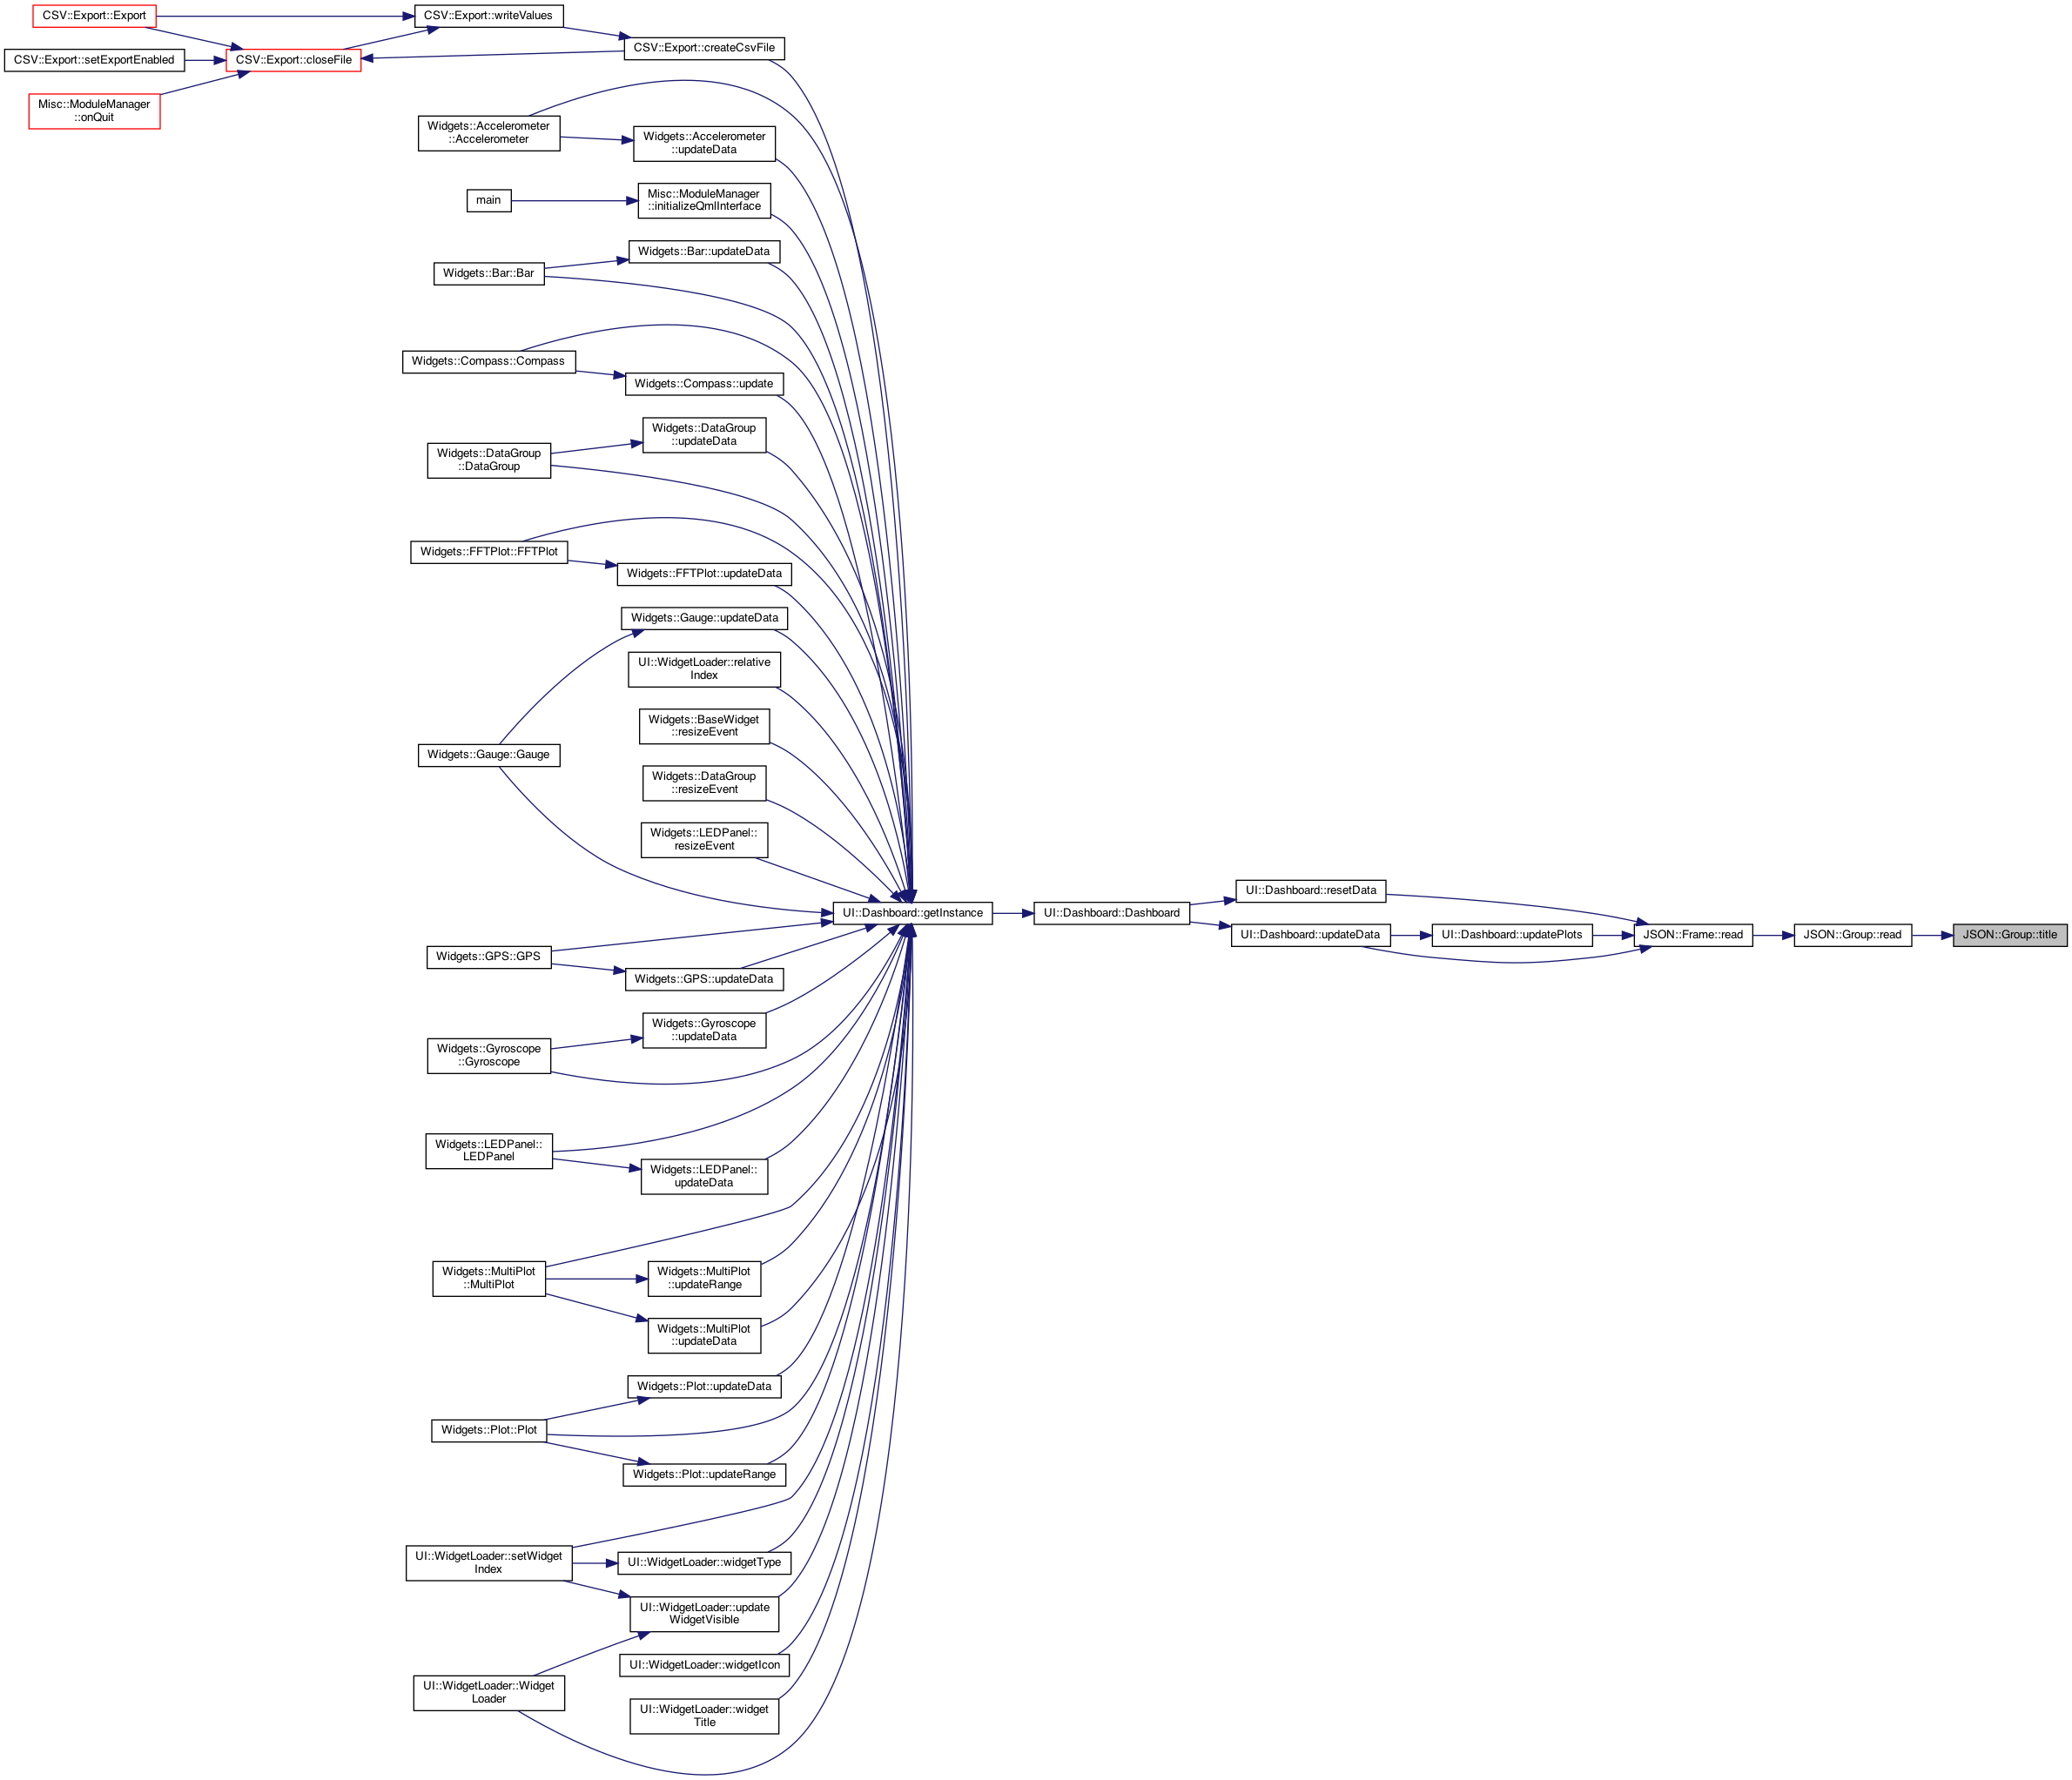 CSV::Export::Export
CSV::Export::writeValues
CSV::Export::createCsvFile
CSV::Export::setExportEnabled
CSV::Export::closeFile
Misc::ModuleManager
::onQuit
Widgets::Accelerometer
::Accelerometer
Widgets::Accelerometer
::updateData
main
Misc::ModuleManager
::initializeQmlInterface
Widgets::Bar::updateData
Widgets::Bar::Bar
Widgets::Compass::Compass
Widgets::Compass::update
Widgets::DataGroup
::updateData
Widgets::DataGroup
::DataGroup
Widgets::FFTPlot::FFTPlot
Widgets::FFTPlot::updateData
Widgets::Gauge::updateData
UI::WidgetLoader::relative
Index
Widgets::BaseWidget
::resizeEvent
Widgets::Gauge::Gauge
Widgets::DataGroup
::resizeEvent
Widgets::LEDPanel::
resizeEvent
UI::Dashboard::getInstance
UI::Dashboard::Dashboard
UI::Dashboard::resetData
UI::Dashboard::updateData
UI::Dashboard::updatePlots
JSON::Frame::read
JSON::Group::read
JSON::Group::title
Widgets::GPS::GPS
Widgets::GPS::updateData
Widgets::Gyroscope
::updateData
Widgets::Gyroscope
::Gyroscope
Widgets::LEDPanel::
LEDPanel
Widgets::LEDPanel::
updateData
Widgets::MultiPlot
::MultiPlot
Widgets::MultiPlot
::updateRange
Widgets::MultiPlot
::updateData
Widgets::Plot::updateData
Widgets::Plot::Plot
Widgets::Plot::updateRange
UI::WidgetLoader::setWidget
Index
UI::WidgetLoader::widgetType
UI::WidgetLoader::update
WidgetVisible
UI::WidgetLoader::widgetIcon
UI::WidgetLoader::Widget
Loader
UI::WidgetLoader::widget
Title